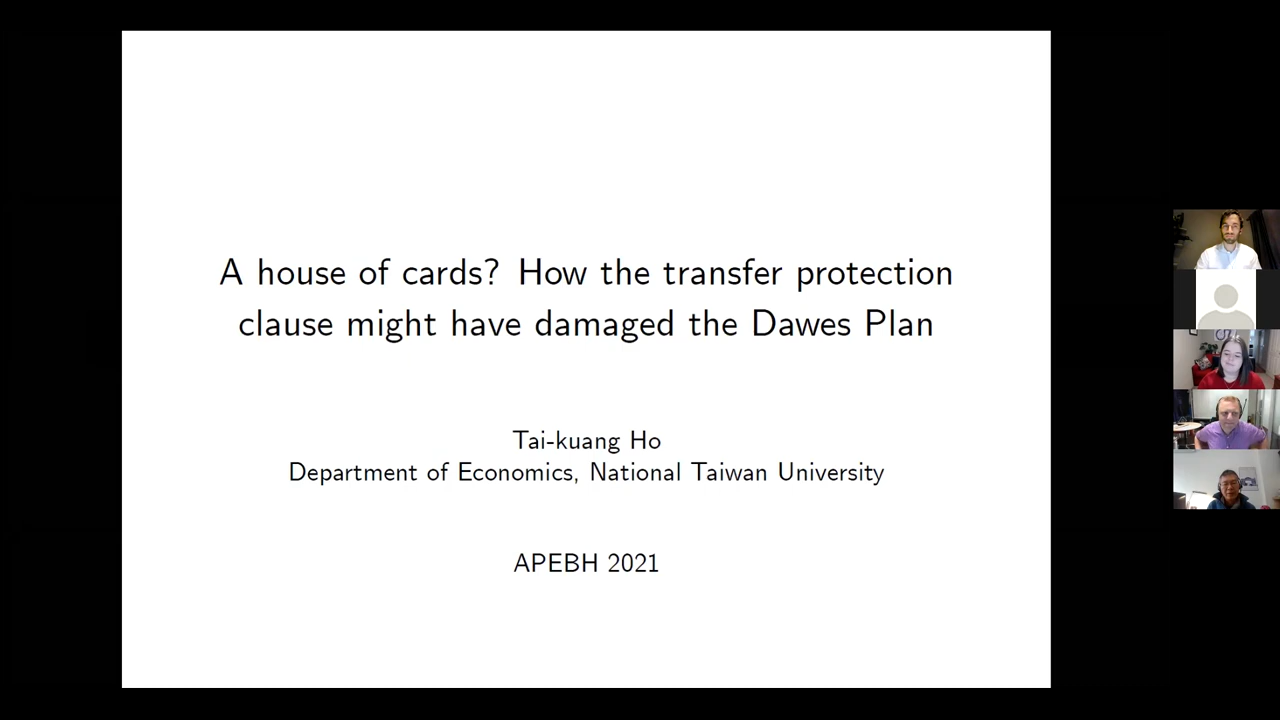 A house of cards? How the transfer protection
clause might have damaged the Dawes Plan
Tai-kuang Ho
Department of Economics, National Taiwan University
APEBH 2021